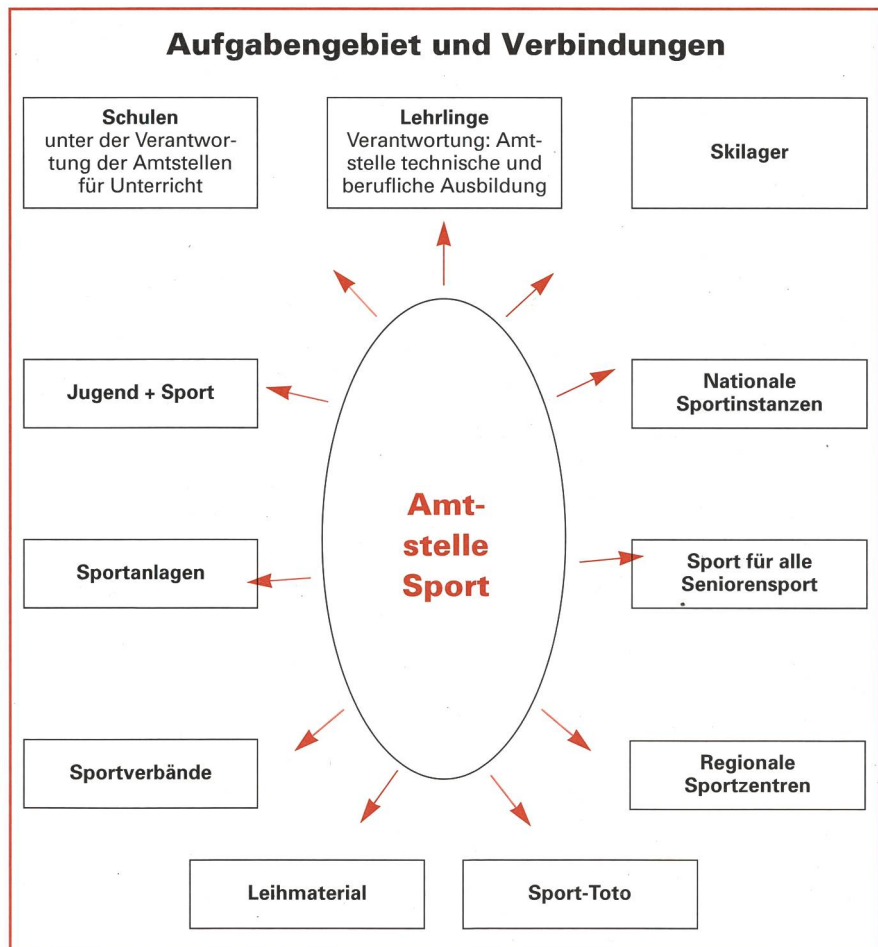 Aufgabengebiet und Verbindungen
Schulen
unter der Verantwor-
tung der Amtstellen
für Unterricht
Lehrlinge
Verantwortung: Amt-
stelle technische und
berufliche Ausbildung
Skilager
Jugend + Sport
Nationale
Sportinstanzen
Amt-
stelle
Sport
Sportanlagen
Sport für alle
Seniorensport
Sportverbände
Regionale
Sportzentren
Leihmaterial
Sport-Toto